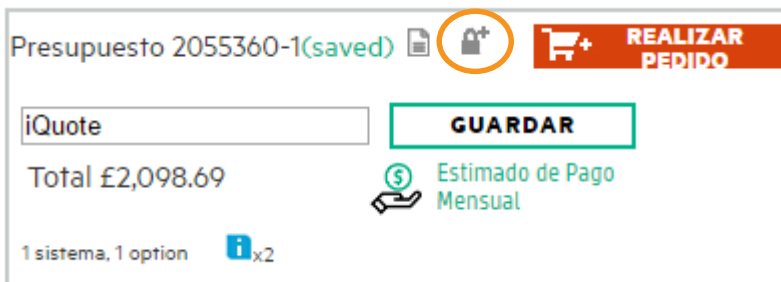 Presupuesto 2055360-1(saved)
REALIZAR
PEDIDO
iQuote
GUARDAR
Total £2,098.69
Estimado de Pago
Mensual
1 sistema, 1 option
i x2